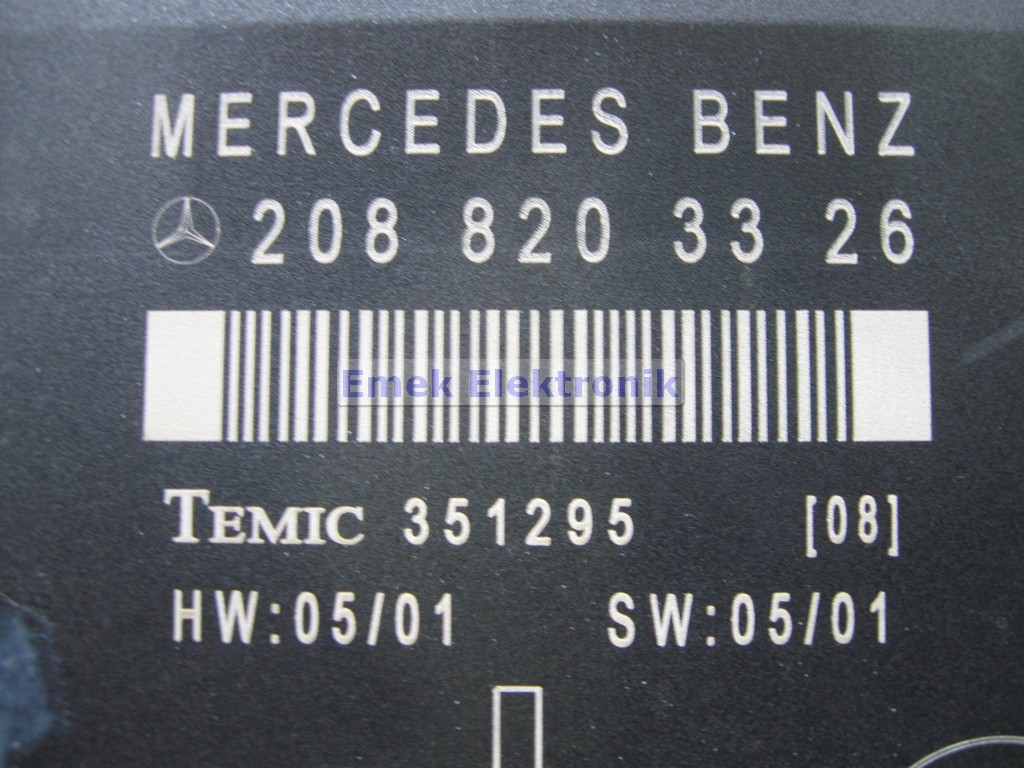 MERCEDES BENZ
208 820 33 26
Emek Elektronik
TEMIC 351295 [08]
HW:05/01 SW:05/01